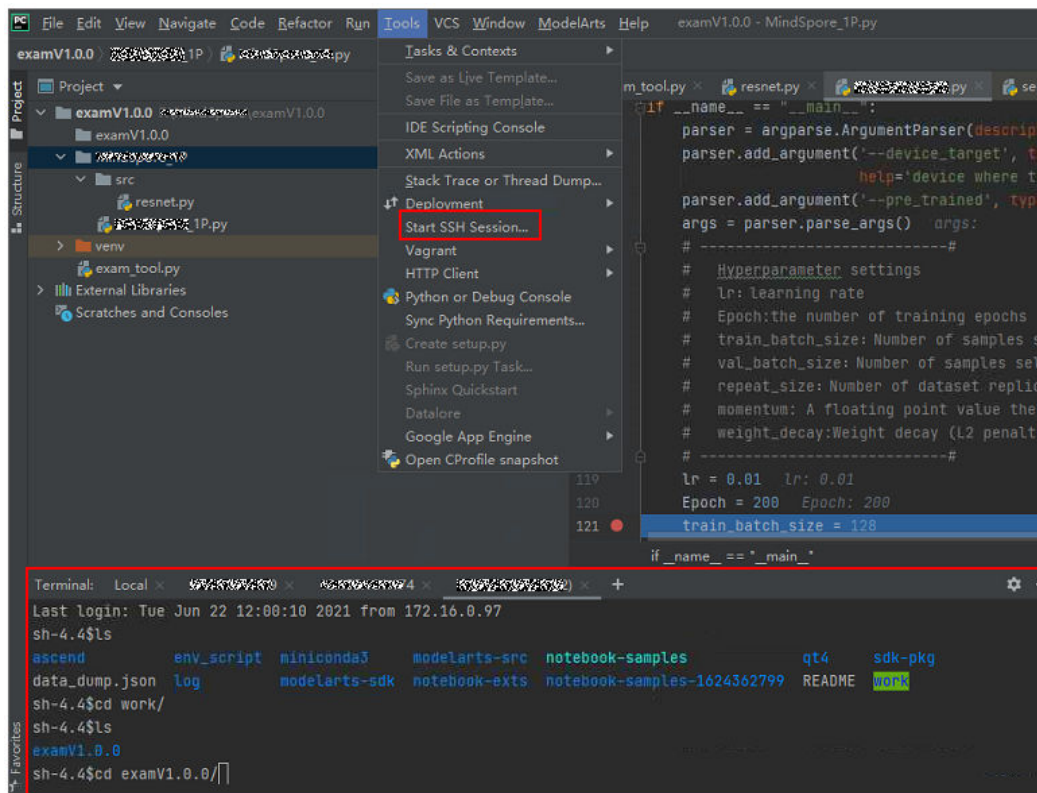 PC File Edit View Navigate Code Refactor Run Tools VCS Window ModelArts Help examV1.0.0 - MindSpore_1P.py
examV1.0.0 _1P .py
Project
Project
Structure
Favorites
examV1.0.0 examV1.0.0
examV1.0.0
src
resnet.py
_1P.py
venv
exam_tool.py
External Libraries
Scratches and Consoles
Tasks & Contexts
Save as Live Template...
Save File as Template...
IDE Scripting Console
XML Actions
Stack Trace or Thread Dump...
Deployment
Start SSH Session...
Vagrant
HTTP Client
Python or Debug Console
Sync Python Requirements...
Create setup.py
Run setup.py Task...
Sphinx Quickstart
Datalore
Google App Engine
Open CProfile snapshot
m_tool.py resnet.py .py se
if __name__ == "__main__":
parser = argparse.ArgumentParser(descript
parser.add_argument('--device_target', t
help='device where t
parser.add_argument('--pre_trained', typ
args = parser.parse_args() args:
# ----------------------------#
# Hyperparameter settings
# lr: learning rate
# Epoch:the number of training epochs
# train_batch_size: Number of samples s
# val_batch_size: Number of samples sel
# repeat_size: Number of dataset replic
# momentum: A floating point value the
# weight_decay:Weight decay (L2 penalt
# ----------------------------#
119 lr = 0.01 lr: 0.01
120 Epoch = 200 Epoch: 200
121 train_batch_size = 128
if __name__ == "__main__"
Terminal: Local 9 74 2) +
Last login: Tue Jun 22 12:00:10 2021 from 172.16.0.97
sh-4.4$ls
ascend env_script miniconda3 modelarts-src notebook-samples qt4 sdk-pkg
data_dump.json log modelarts-sdk notebook-exts notebook-samples-1624362799 README work
sh-4.4$cd work/
sh-4.4$ls
examV1.0.0
sh-4.4$cd examV1.0.0/